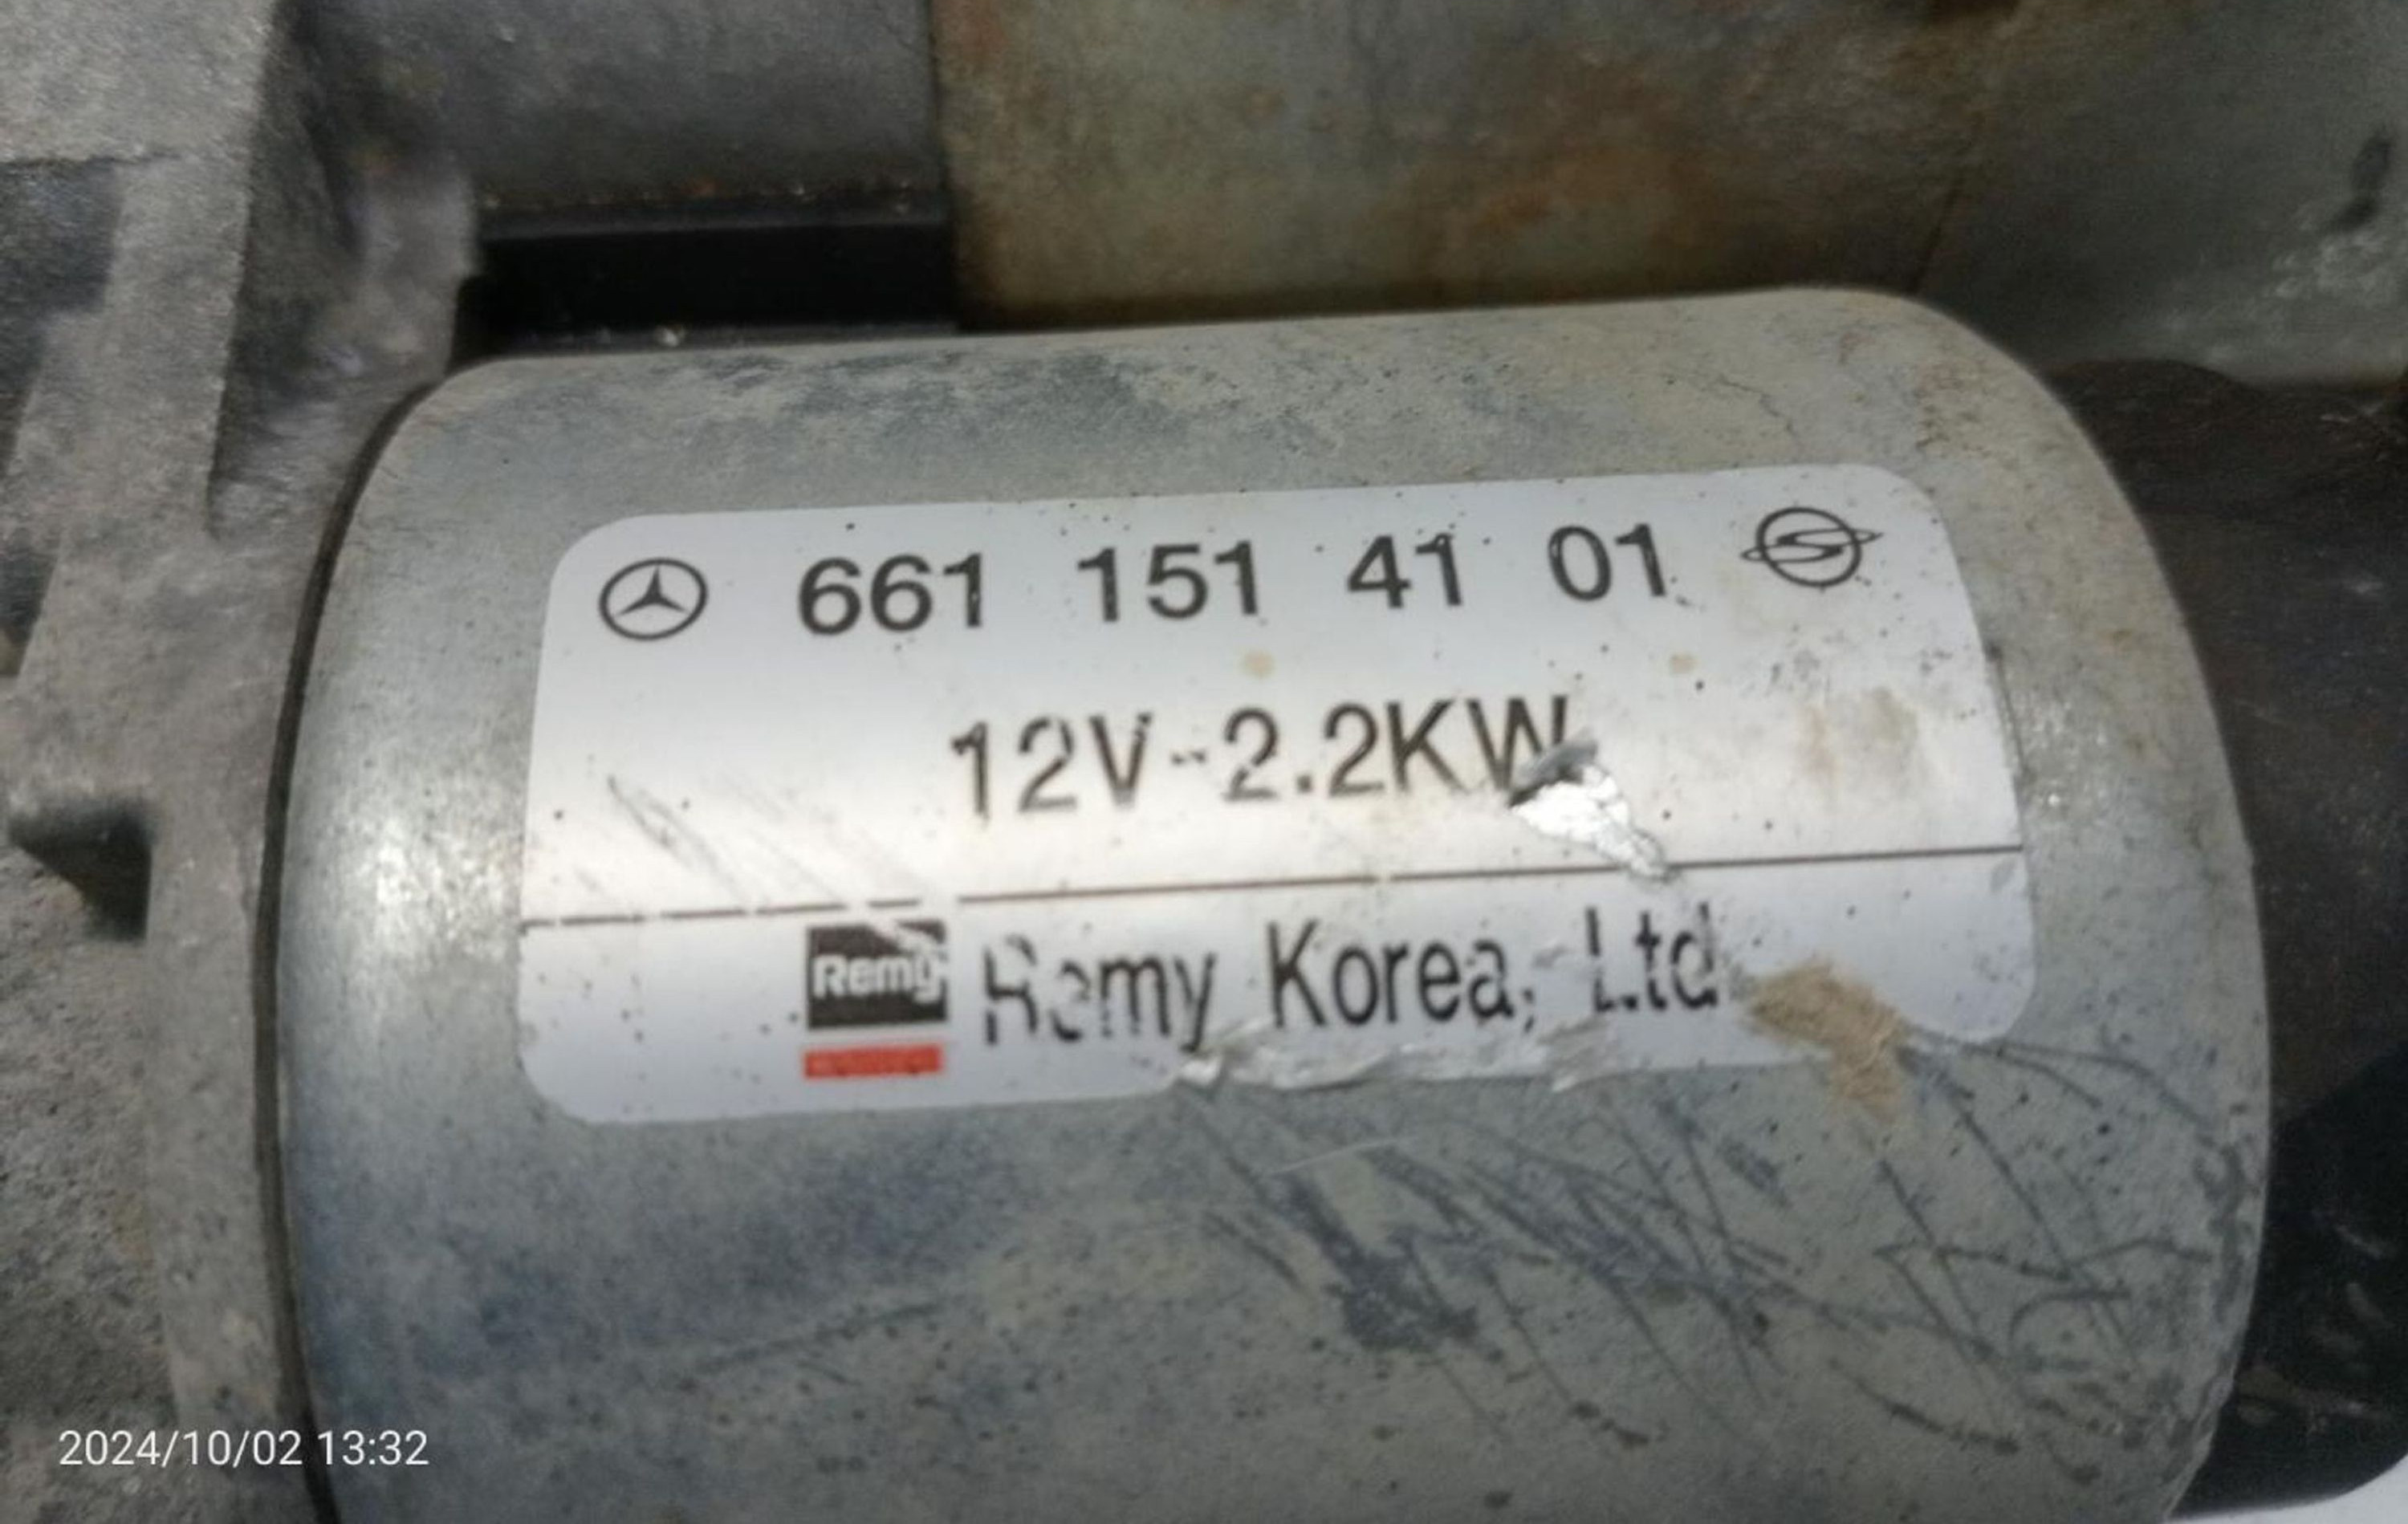 661 151 41 01
12V-2.2KW
Remy Remy Korea, Ltd
2024/10/02 13:32